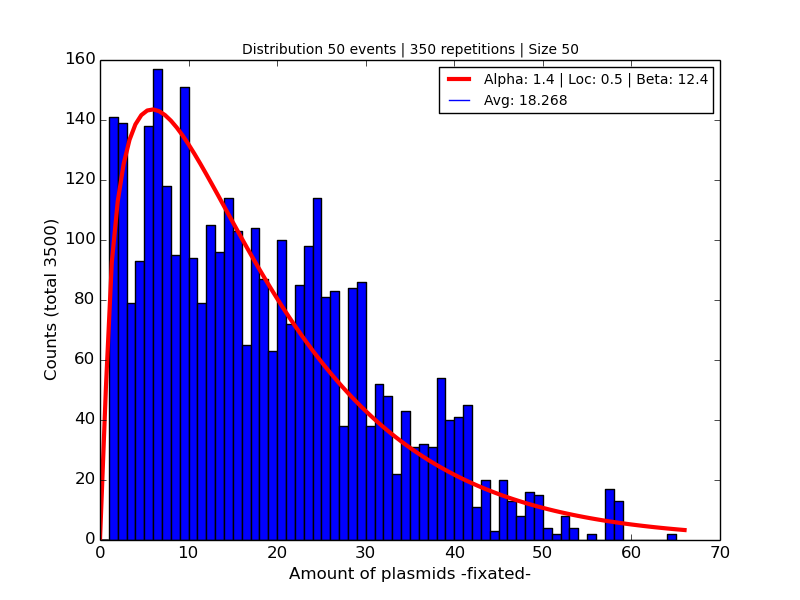 Distribution 50 events | 350 repetitions | Size 50
Alpha: 1.4 | Loc: 0.5 | Beta: 12.4
Avg: 18.268
160
140
120
100
80
60
40
20
0
Counts (total 3500)
0 10 20 30 40 50 60 70
Amount of plasmids -fixated-